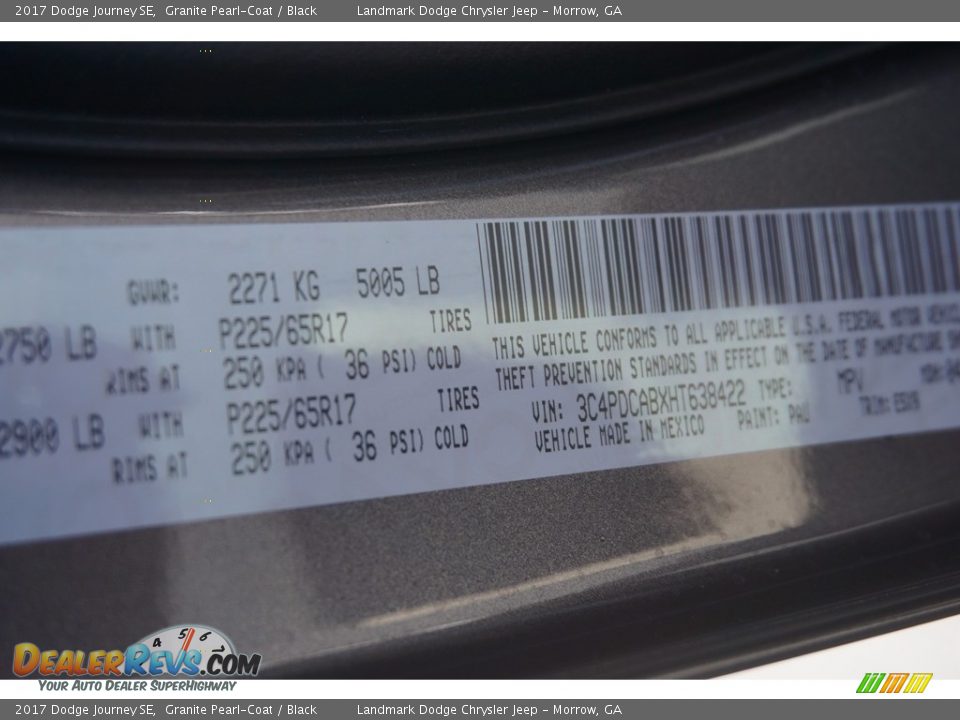 2017 Dodge Journey SE, Granite Pearl-Coat / Black Landmark Dodge Chrysler Jeep - Morrow, GA
GVWR: 2271 KG 5005 LB
2750 LB WITH P225/65R17 TIRES
RIMS AT 250 KPA ( 36 PSI) COLD
2900 LB WITH P225/65R17 TIRES
RIMS AT 250 KPA ( 36 PSI) COLD
THIS VEHICLE CONFORMS TO ALL APPLICABLE U.S.A. FEDERAL MOTOR
THEFT PREVENTION STANDARDS IN EFFECT ON THE DATE OF MANUFACTURE
VIN: 3C4PDCABXHT638422 TYPE: MPV
VEHICLE MADE IN MEXICO PAINT: PAU TRIM:
DEALERREVS.COM
4 5 6
YOUR AUTO DEALER SUPERHIGHWAY
2017 Dodge Journey SE, Granite Pearl-Coat / Black Landmark Dodge Chrysler Jeep - Morrow, GA